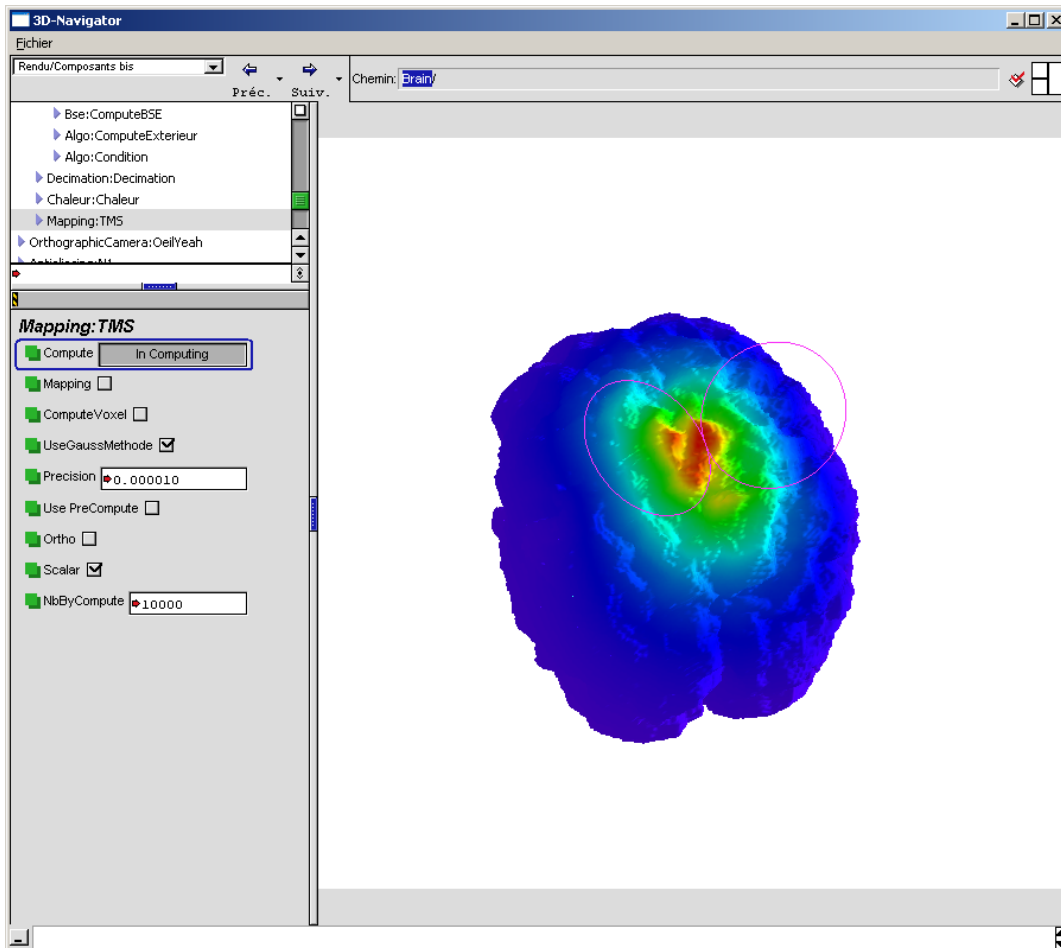 3D-Navigator
Fichier
Rendu/Composants bis
Préc. Suiv.
Chemin: Brain/
Bse:ComputeBSE
Algo:ComputeExterieur
Algo:Condition
Decimation:Decimation
Chaleur:Chaleur
Mapping:TMS
OrthographicCamera:OeilYeah
Antialiasing:N1
Mapping:TMS
Compute In Computing
Mapping
ComputeVoxel
UseGaussMethode
Precision 0.000010
Use PreCompute
Ortho
Scalar
NbByCompute 10000